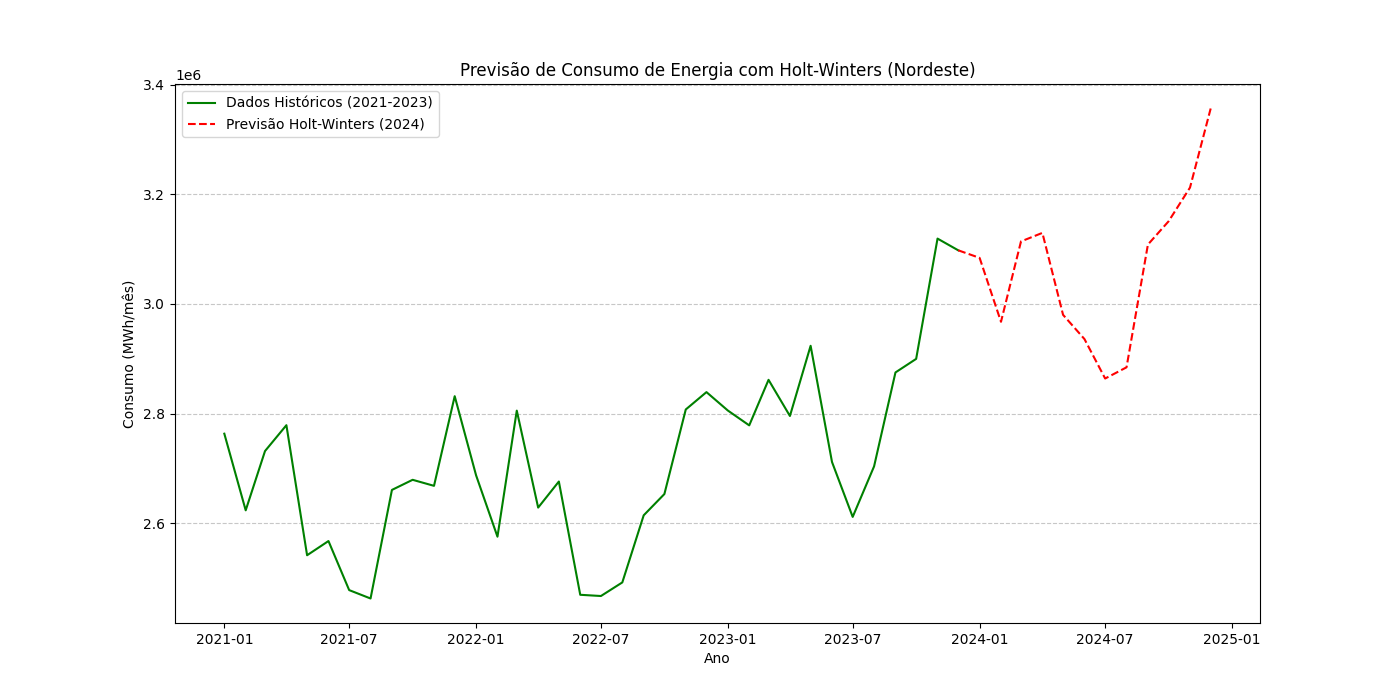 Previsão de Consumo de Energia com Holt-Winters (Nordeste)
1e6
3.4
3.2
3.0
2.8
2.6
Consumo (MWh/mês)
Dados Históricos (2021-2023)
Previsão Holt-Winters (2024)
2021-01
2021-07
2022-01
2022-07
2023-01
2023-07
2024-01
2024-07
2025-01
Ano